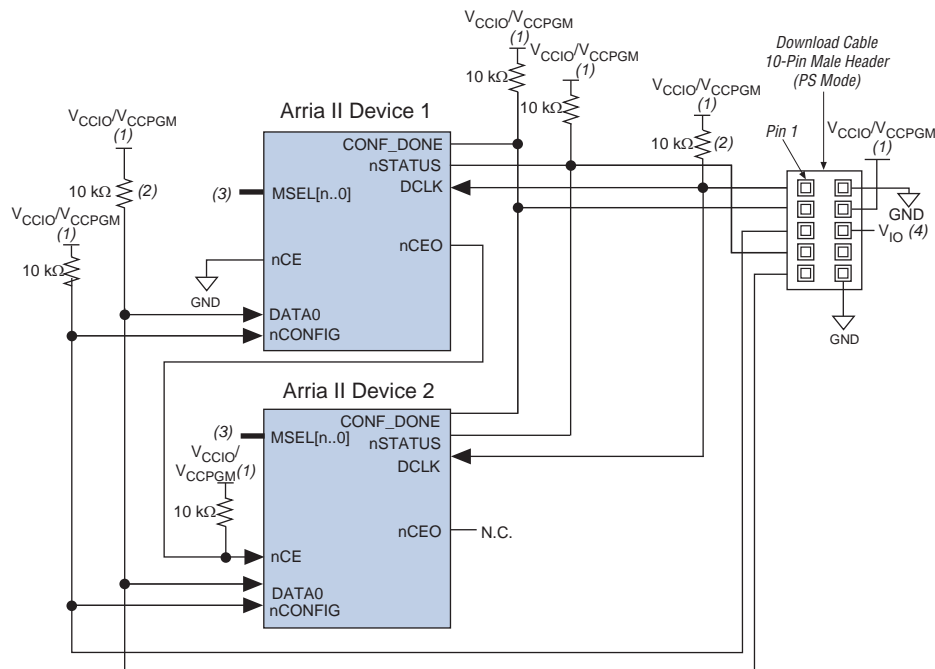 VCCIO/VCCPGM
(1)
10 kΩ
VCCIO/VCCPGM
(1)
10 kΩ
Download Cable
10-Pin Male Header
(PS Mode)
VCCIO/VCCPGM
(1)
10 kΩ
(2)
Pin 1
VCCIO/VCCPGM
(1)
GND
VIO (4)
GND
VCCIO/VCCPGM
(1)
10 kΩ
(2)
VCCIO/VCCPGM
(1)
10 kΩ
Arria II Device 1
CONF_DONE
nSTATUS
DCLK
(3)
MSEL[n..0]
nCEO
nCE
GND
DATA0
nCONFIG
Arria II Device 2
CONF_DONE
nSTATUS
DCLK
(3)
MSEL[n..0]
VCCIO/
VCCPGM(1)
10 kΩ
nCEO
N.C.
nCE
DATA0
nCONFIG